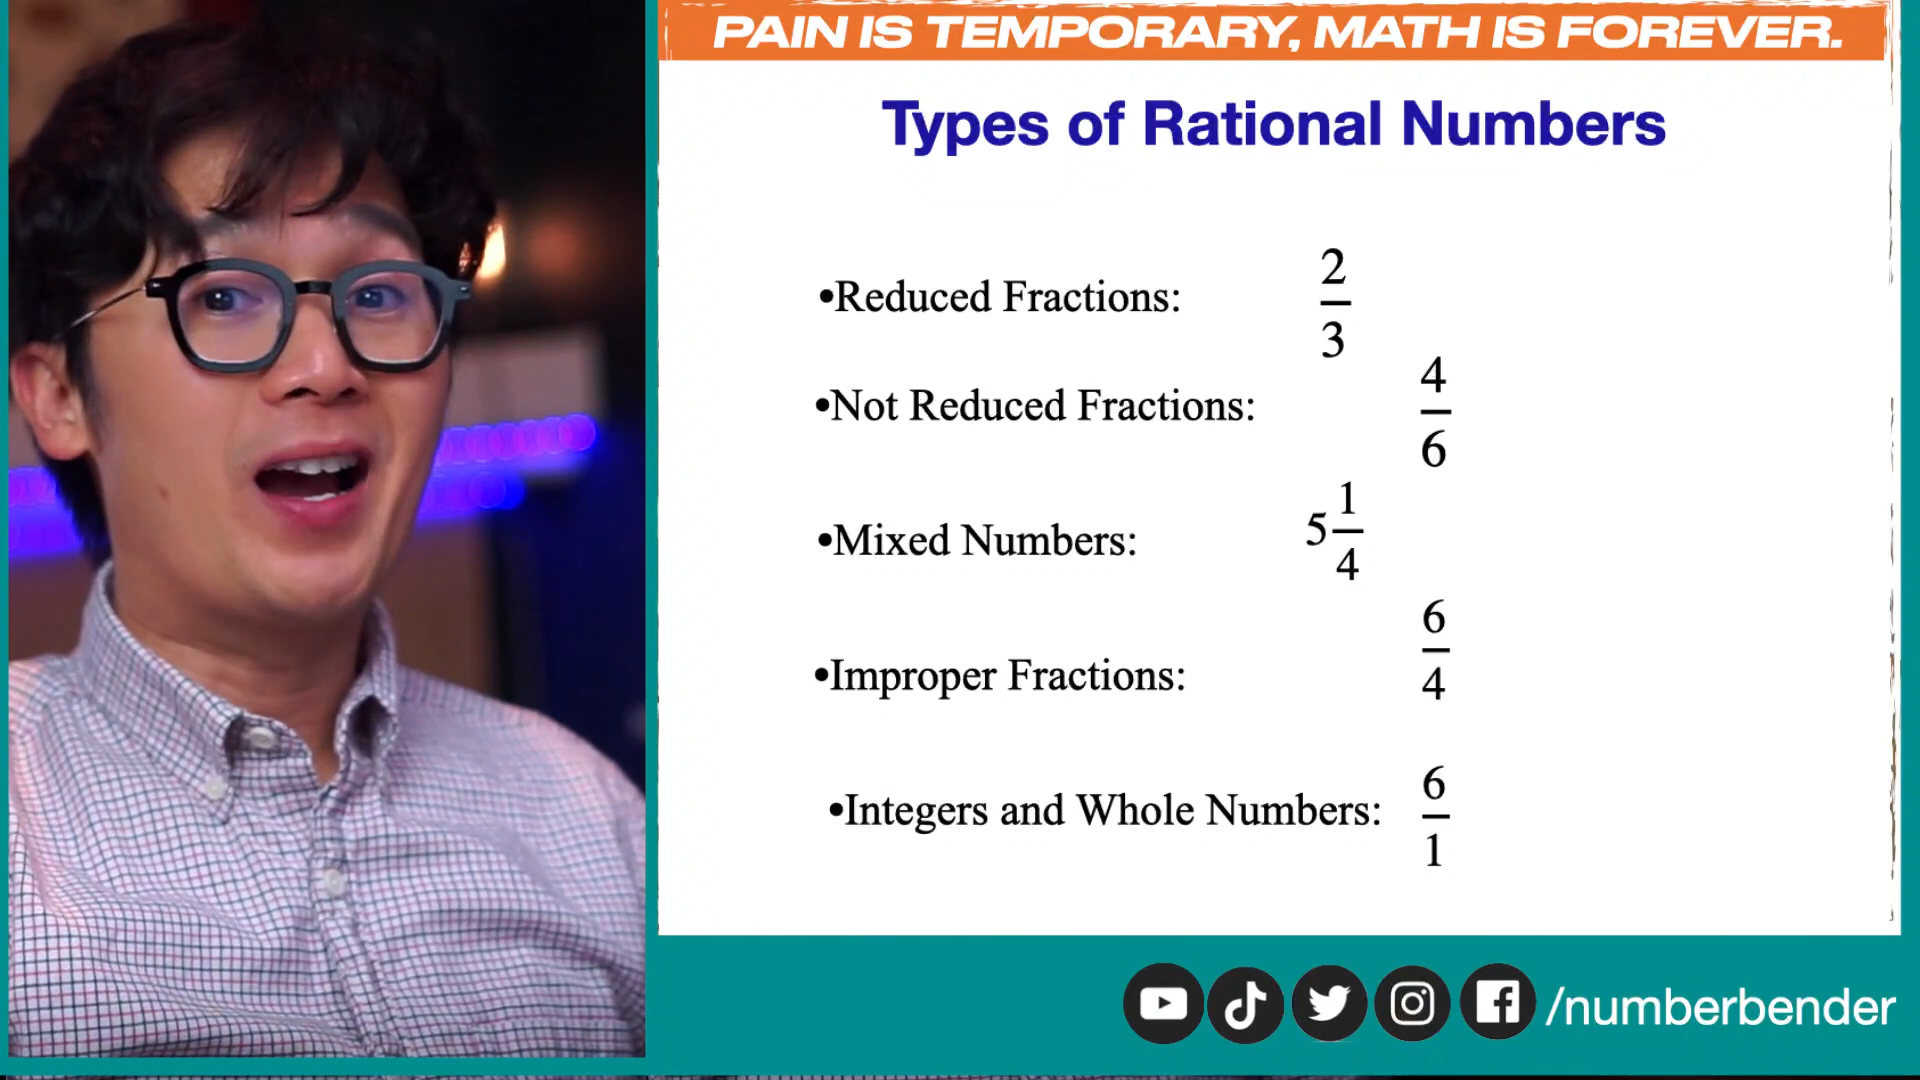 PAIN IS TEMPORARY, MATH IS FOREVER.
Types of Rational Numbers
•Reduced Fractions: 2/3
•Not Reduced Fractions: 4/6
•Mixed Numbers: 5 1/4
•Improper Fractions: 6/4
•Integers and Whole Numbers: 6/1
/numberbender